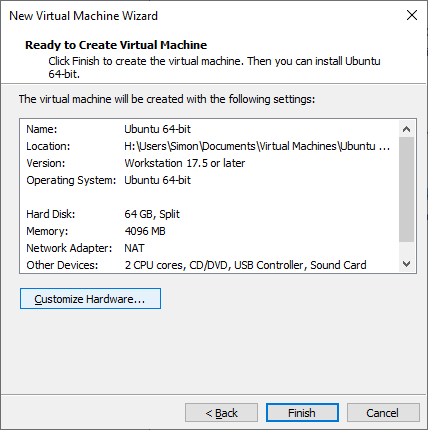 New Virtual Machine Wizard
Ready to Create Virtual Machine
Click Finish to create the virtual machine. Then you can install Ubuntu
64-bit.
The virtual machine will be created with the following settings:
Name: Ubuntu 64-bit
Location: H:\Users\Simon\Documents\Virtual Machines\Ubuntu ...
Version: Workstation 17.5 or later
Operating System: Ubuntu 64-bit
Hard Disk: 64 GB, Split
Memory: 4096 MB
Network Adapter: NAT
Other Devices: 2 CPU cores, CD/DVD, USB Controller, Sound Card
Customize Hardware...
< Back Finish Cancel